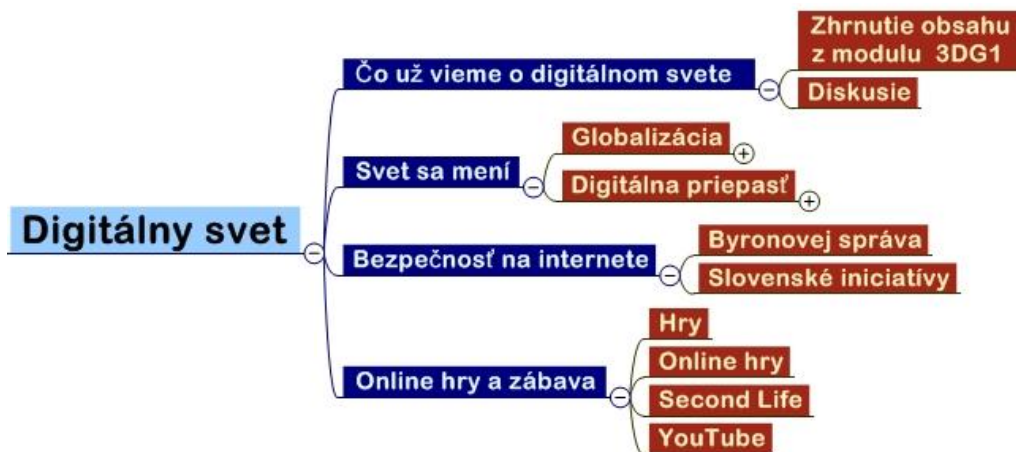 Digitálny svet
Čo už vieme o digitálnom svete
Zhrnutie obsahu
z modulu 3DG1
Diskusie
Svet sa mení
Globalizácia
Digitálna priepasť
Bezpečnosť na internete
Byronovej správa
Slovenské iniciatívy
Online hry a zábava
Hry
Online hry
Second Life
YouTube